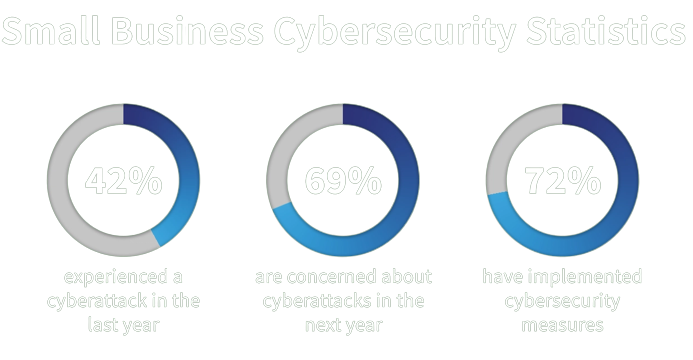 Small Business Cybersecurity Statistics
42%
experienced a
cyberattack in the
last year
69%
are concerned about
cyberattacks in the
next year
72%
have implemented
cybersecurity
measures